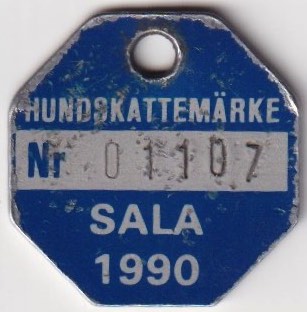 HUNDSKATTEMÄRKE
Nr 01107
SALA
1990